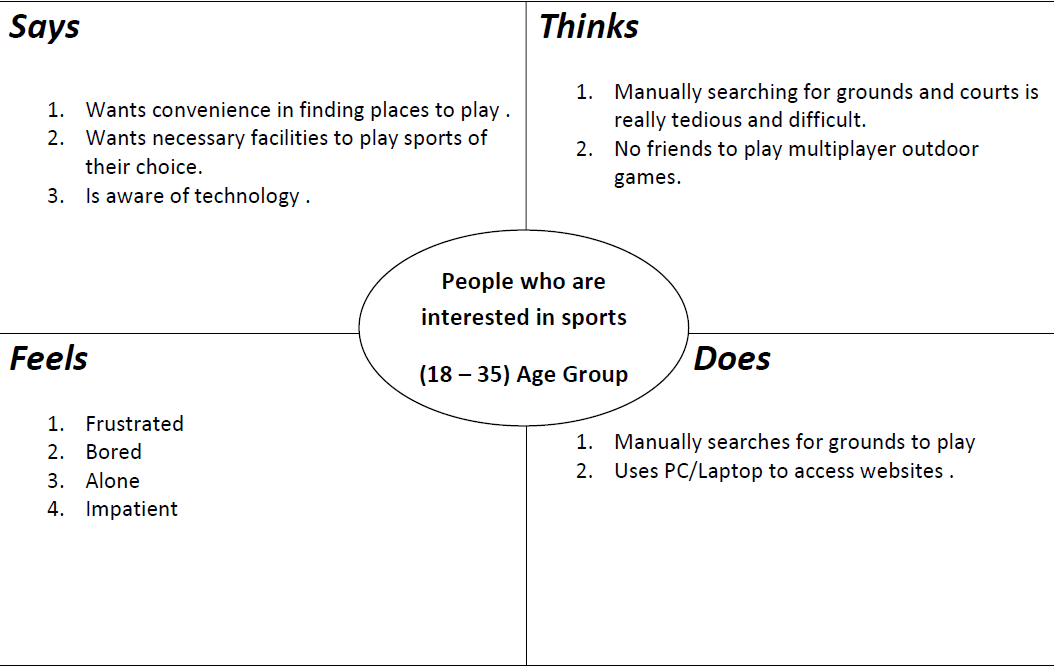 Says
1. Wants convenience in finding places to play .
2. Wants necessary facilities to play sports of
their choice.
3. Is aware of technology .
Thinks
1. Manually searching for grounds and courts is
really tedious and difficult.
2. No friends to play multiplayer outdoor
games.
People who are
interested in sports
(18 – 35) Age Group
Feels
1. Frustrated
2. Bored
3. Alone
4. Impatient
Does
1. Manually searches for grounds to play
2. Uses PC/Laptop to access websites .